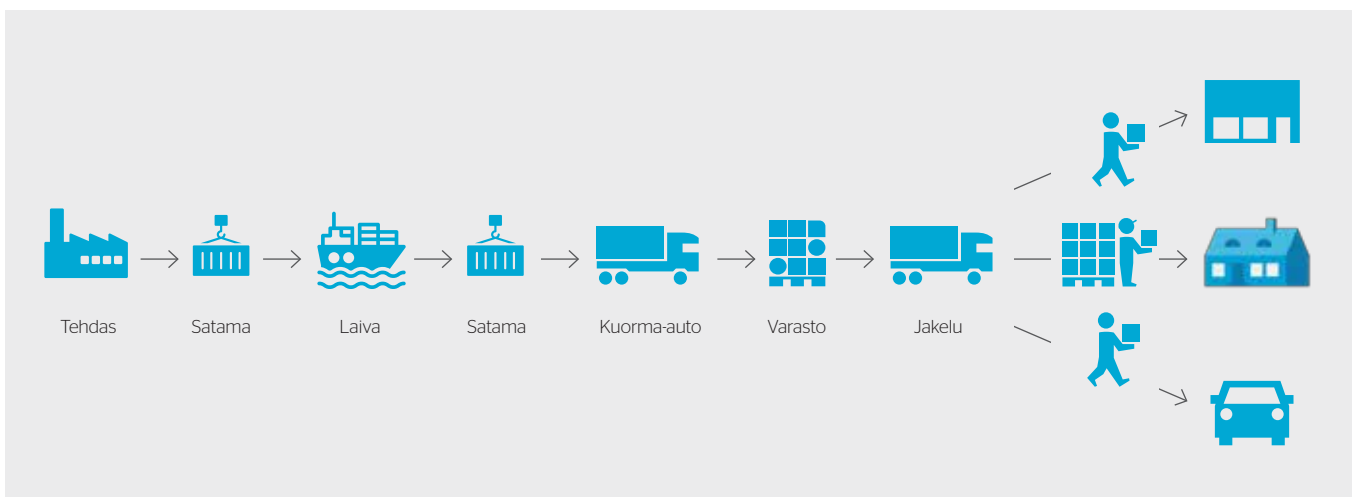 Tehdas
Satama
Laiva
Satama
Kuorma-auto
Varasto
Jakelu